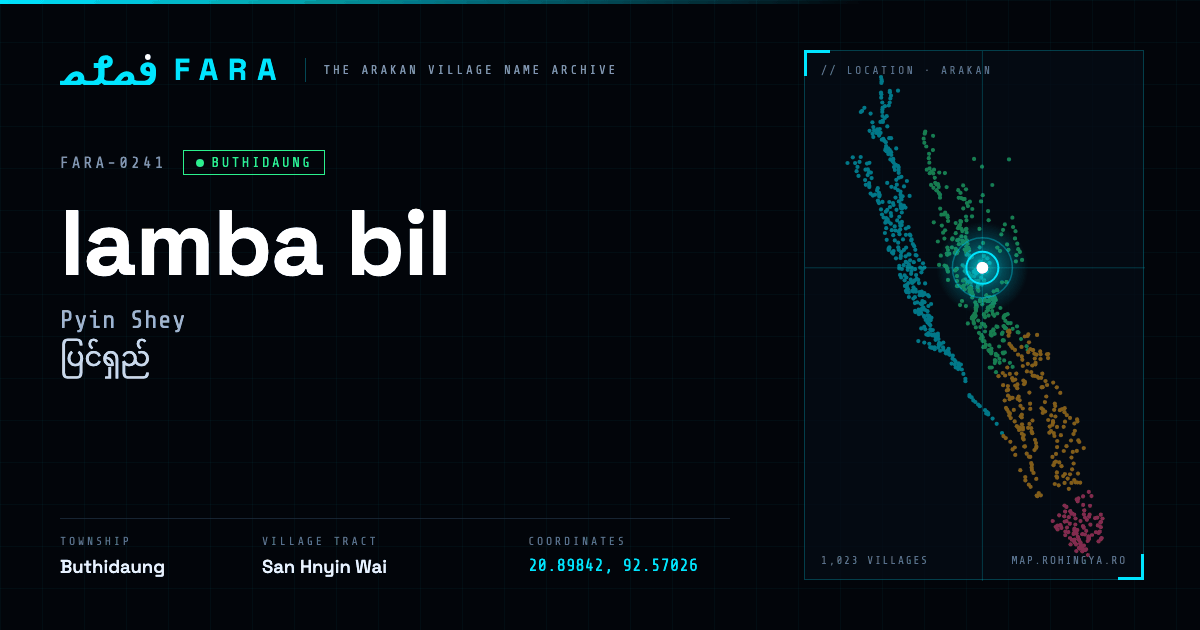 FARA
THE ARAKAN VILLAGE NAME ARCHIVE
FARA-0241
BUTHIDAUNG
lamba bil
Pyin Shey
ပြင်ရှည်
TOWNSHIP
Buthidaung
VILLAGE TRACT
San Hnyin Wai
COORDINATES
20.89842, 92.57026
// LOCATION · ARAKAN
1,023 VILLAGES
MAP.ROHINGYA.RO